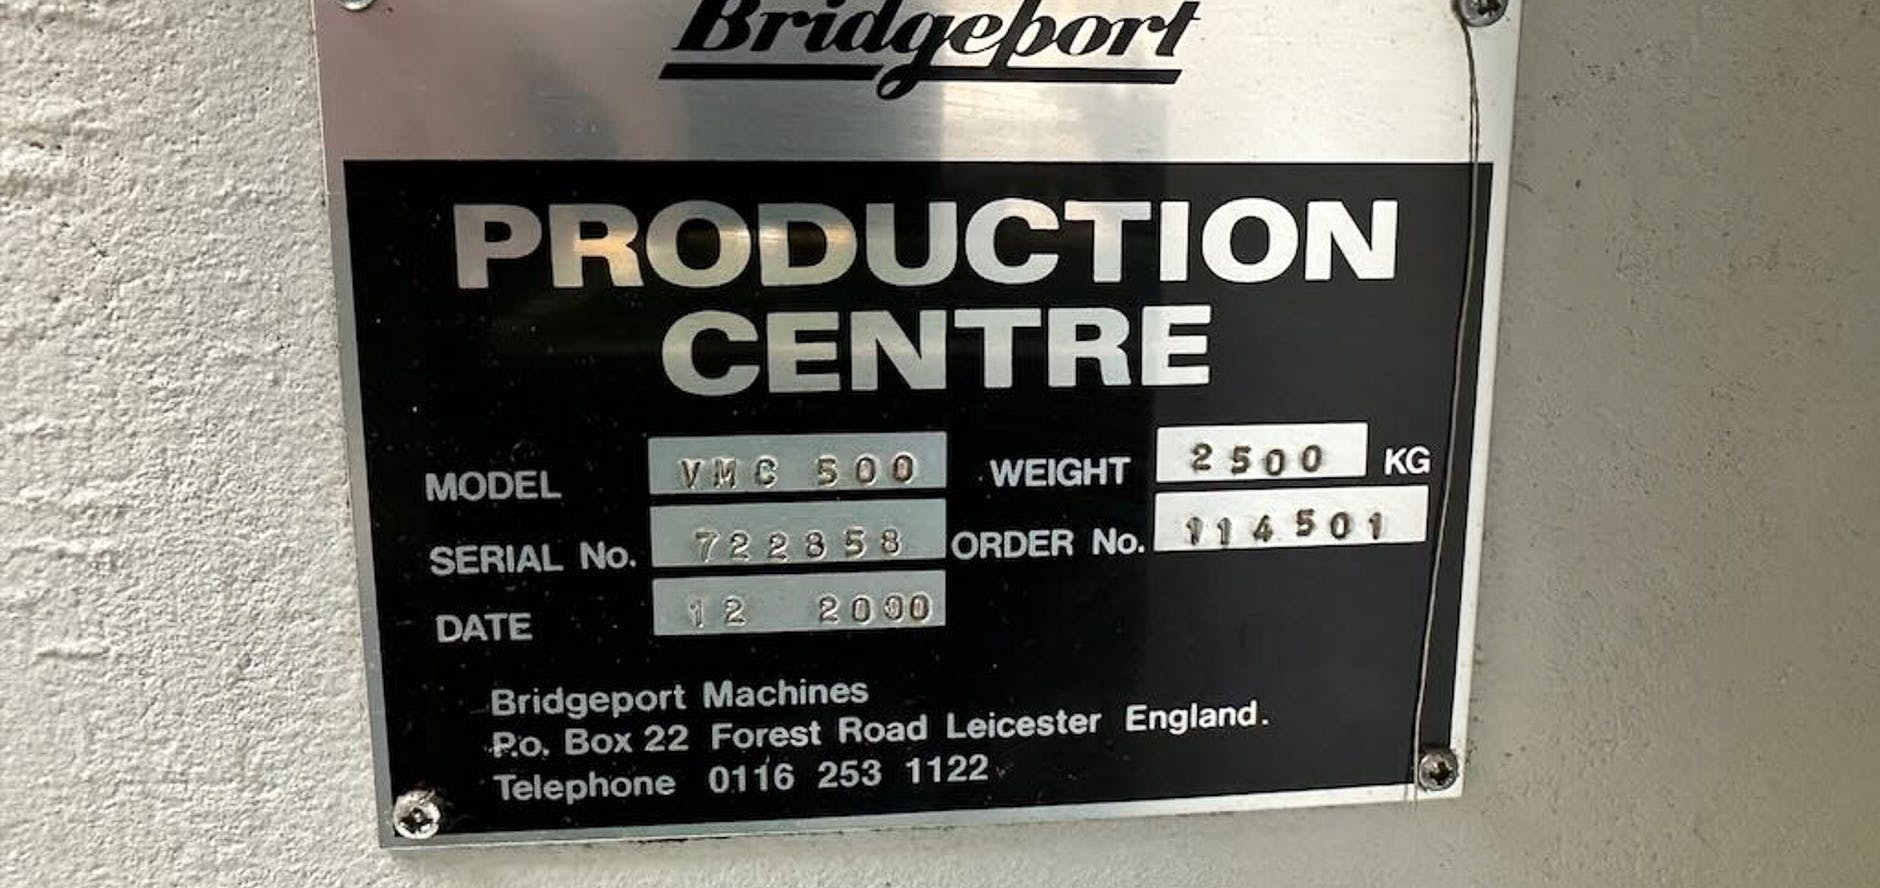 Bridgeport
PRODUCTION
CENTRE
MODEL VMC 500 WEIGHT 2500 KG
SERIAL No. 722858 ORDER No. 114501
DATE 12 2000
Bridgeport Machines
P.o. Box 22 Forest Road Leicester England.
Telephone 0116 253 1122